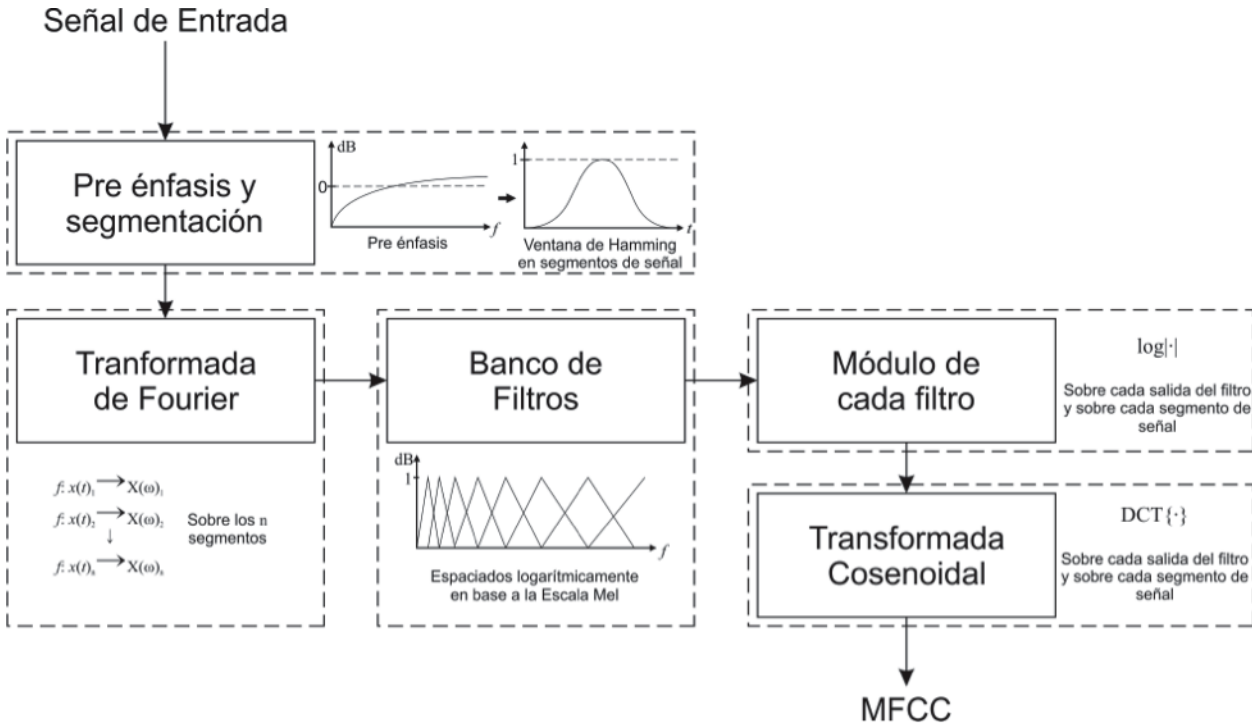 Señal de Entrada
Pre énfasis y
segmentación
dB
0
f
Pre énfasis
1
t
Ventana de Hamming
en segmentos de señal
Tranformada
de Fourier
f: x(t)₁ → X(ω)₁
f: x(t)₂ → X(ω)₂
↓
f: x(t)ₙ → X(ω)ₙ
Sobre los n
segmentos
Banco de
Filtros
dB
1
f
Espaciados logarítmicamente
en base a la Escala Mel
Módulo de
cada filtro
log|·|
Sobre cada salida del filtro
y sobre cada segmento de
señal
Transformada
Cosenoidal
DCT{·}
Sobre cada salida del filtro
y sobre cada segmento de
señal
MFCC